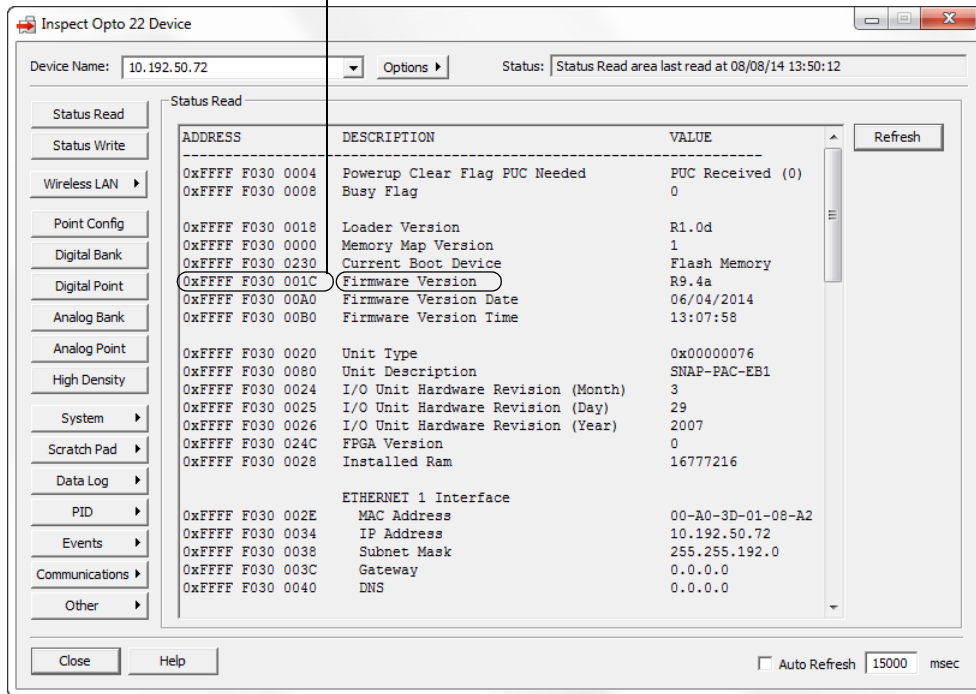 Inspect Opto 22 Device
Device Name: 10.192.50.72 Options Status: Status Read area last read at 08/08/14 13:50:12
Status Read
Status Write
Wireless LAN
Point Config
Digital Bank
Digital Point
Analog Bank
Analog Point
High Density
System
Scratch Pad
Data Log
PID
Events
Communications
Other
Status Read
ADDRESS DESCRIPTION VALUE
--------------------------------------------------------------------------
0xFFFF F030 0004 Powerup Clear Flag PUC Needed PUC Received (0)
0xFFFF F030 0008 Busy Flag 0
0xFFFF F030 0018 Loader Version R1.0d
0xFFFF F030 0000 Memory Map Version 1
0xFFFF F030 0230 Current Boot Device Flash Memory
0xFFFF F030 001C Firmware Version R9.4a
0xFFFF F030 00A0 Firmware Version Date 06/04/2014
0xFFFF F030 00B0 Firmware Version Time 13:07:58
0xFFFF F030 0020 Unit Type 0x00000076
0xFFFF F030 0080 Unit Description SNAP-PAC-EB1
0xFFFF F030 0024 I/O Unit Hardware Revision (Month) 3
0xFFFF F030 0025 I/O Unit Hardware Revision (Day) 29
0xFFFF F030 0026 I/O Unit Hardware Revision (Year) 2007
0xFFFF F030 024C FPGA Version 0
0xFFFF F030 0028 Installed Ram 16777216
ETHERNET 1 Interface
0xFFFF F030 002E MAC Address 00-A0-3D-01-08-A2
0xFFFF F030 0034 IP Address 10.192.50.72
0xFFFF F030 0038 Subnet Mask 255.255.192.0
0xFFFF F030 003C Gateway 0.0.0.0
0xFFFF F030 0040 DNS 0.0.0.0
Refresh
Close Help Auto Refresh 15000 msec